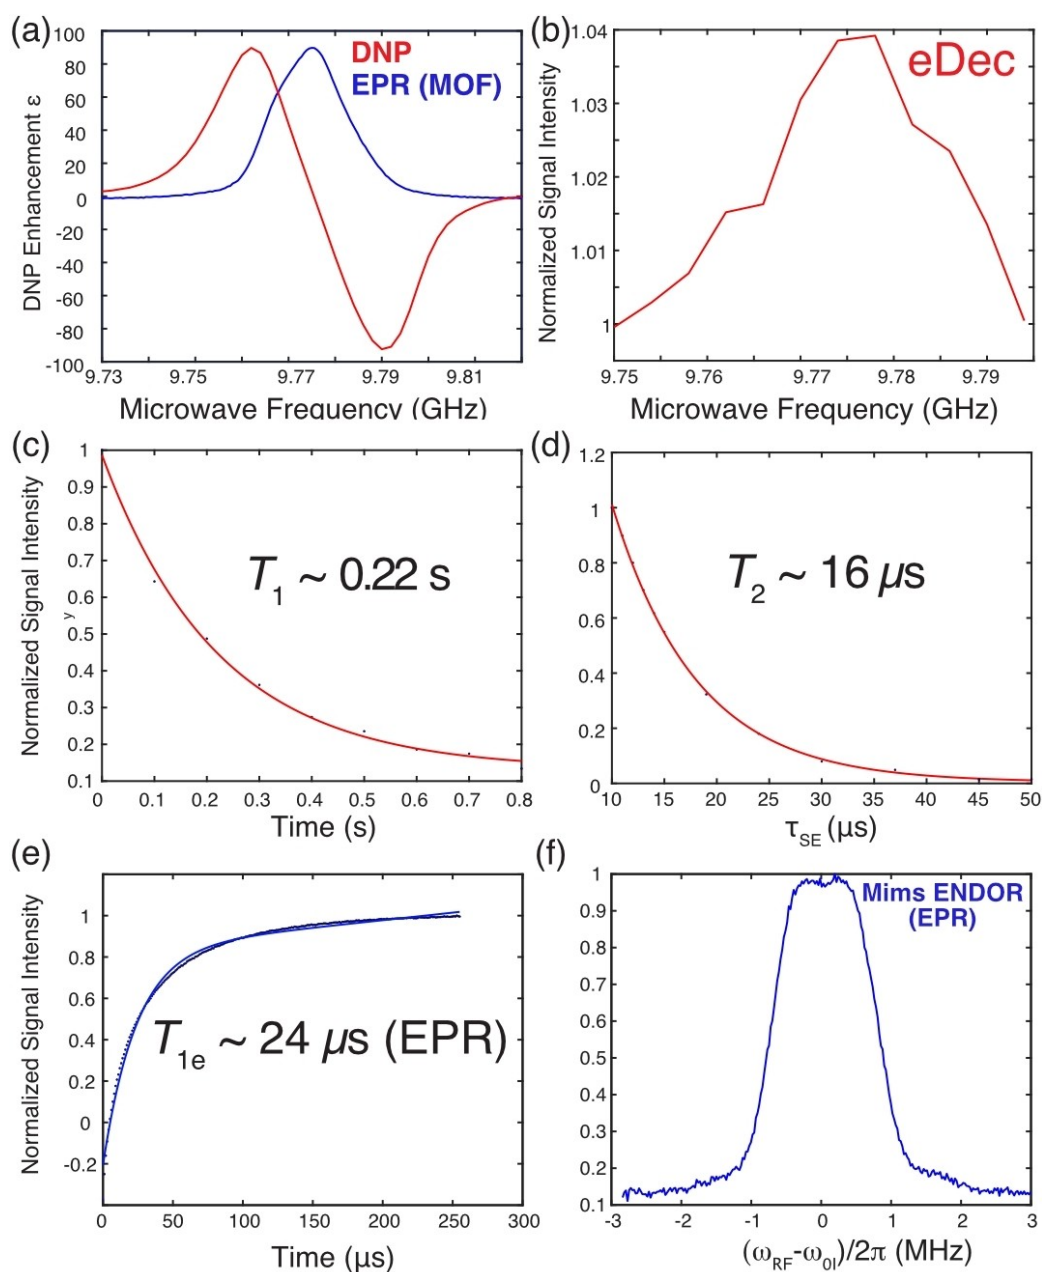 (a)
100
80
60
40
20
0
-20
-40
-60
-80
-100
DNP Enhancement ε
DNP
EPR (MOF)
9.73 9.75 9.77 9.79 9.81
Microwave Frequency (GHz)
(b)
1.04
1.03
1.02
1.01
1
Normalized Signal Intensity
eDec
9.75 9.76 9.77 9.78 9.79
Microwave Frequency (GHz)
(c)
1
0.9
0.8
0.7
0.6
0.5
0.4
0.3
0.2
0.1
Normalized Signal Intensity
y
T1 ~ 0.22 s
0 0.1 0.2 0.3 0.4 0.5 0.6 0.7 0.8
Time (s)
(d)
1.2
1
0.8
0.6
0.4
0.2
0
T2 ~ 16 µs
10 15 20 25 30 35 40 45 50
τSE (µs)
(e)
1
0.8
0.6
0.4
0.2
0
-0.2
Normalized Signal Intensity
T1e ~ 24 µs (EPR)
0 50 100 150 200 250 300
Time (µs)
(f)
1
0.9
0.8
0.7
0.6
0.5
0.4
0.3
0.2
0.1
Mims ENDOR
(EPR)
-3 -2 -1 0 1 2 3
(ωRF-ω0I)/2π (MHz)